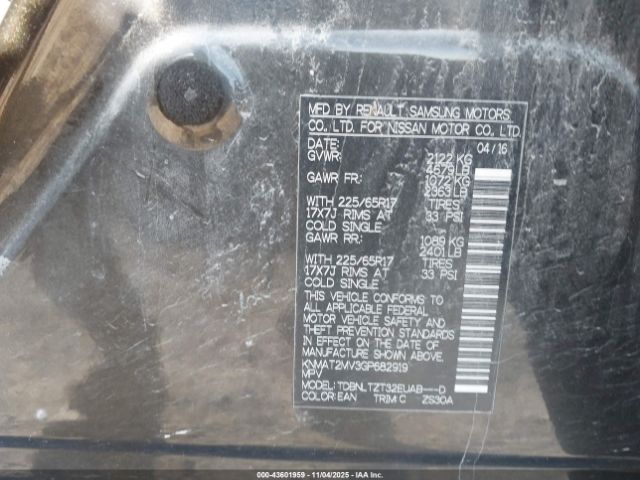 MFD BY RENAULT SAMSUNG MOTORS
CO., LTD. FOR NISSAN MOTOR CO., LTD.
DATE: 04/16
GVWR: 2122 KG
4679 LB
GAWR FR: 1072 KG
2363 LB
WITH 225/65R17 TIRES
17X7J RIMS AT 33 PSI
COLD SINGLE
GAWR RR: 1089 KG
2401 LB
WITH 225/65R17 TIRES
17X7J RIMS AT 33 PSI
COLD SINGLE
THIS VEHICLE CONFORMS TO
ALL APPLICABLE FEDERAL
MOTOR VEHICLE SAFETY AND
THEFT PREVENTION STANDARDS
IN EFFECT ON THE DATE OF
MANUFACTURE SHOWN ABOVE.
KNMAT2MV3GP682919
MPV
MODEL: TDBNLTZT32EUAB---D
COLOR: EAN TRIM: C ZS30A
000-43601959 - 11/04/2025 - IAA, Inc.